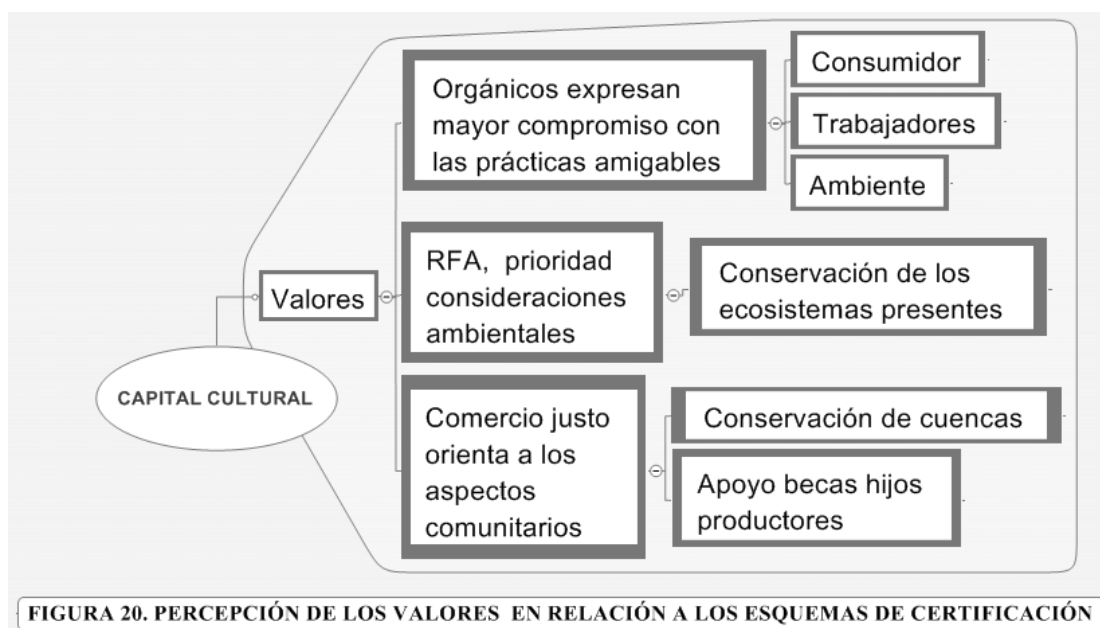 CAPITAL CULTURAL
Valores
Orgánicos expresan
mayor compromiso con
las prácticas amigables
Consumidor
Trabajadores
Ambiente
RFA, prioridad
consideraciones
ambientales
Conservación de los
ecosistemas presentes
Comercio justo
orienta a los
aspectos
comunitarios
Conservación de cuencas
Apoyo becas hijos
productores
FIGURA 20. PERCEPCIÓN DE LOS VALORES EN RELACIÓN A LOS ESQUEMAS DE CERTIFICACIÓN